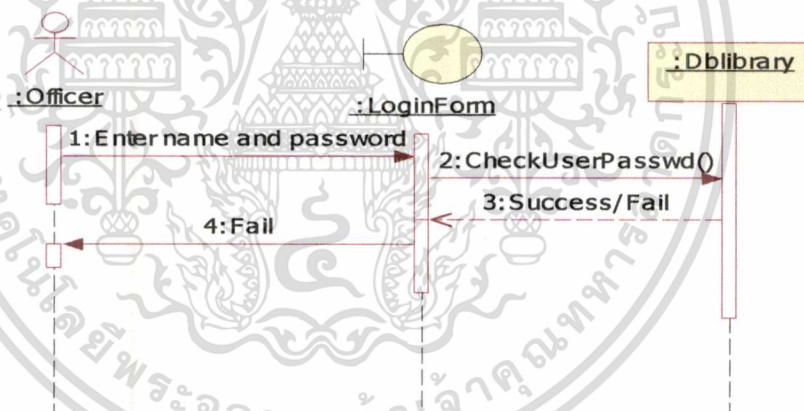 :Officer
:LoginForm
:Dblibrary
1:Enter name and password
2:CheckUserPasswd()
3:Success/Fail
4:Fail